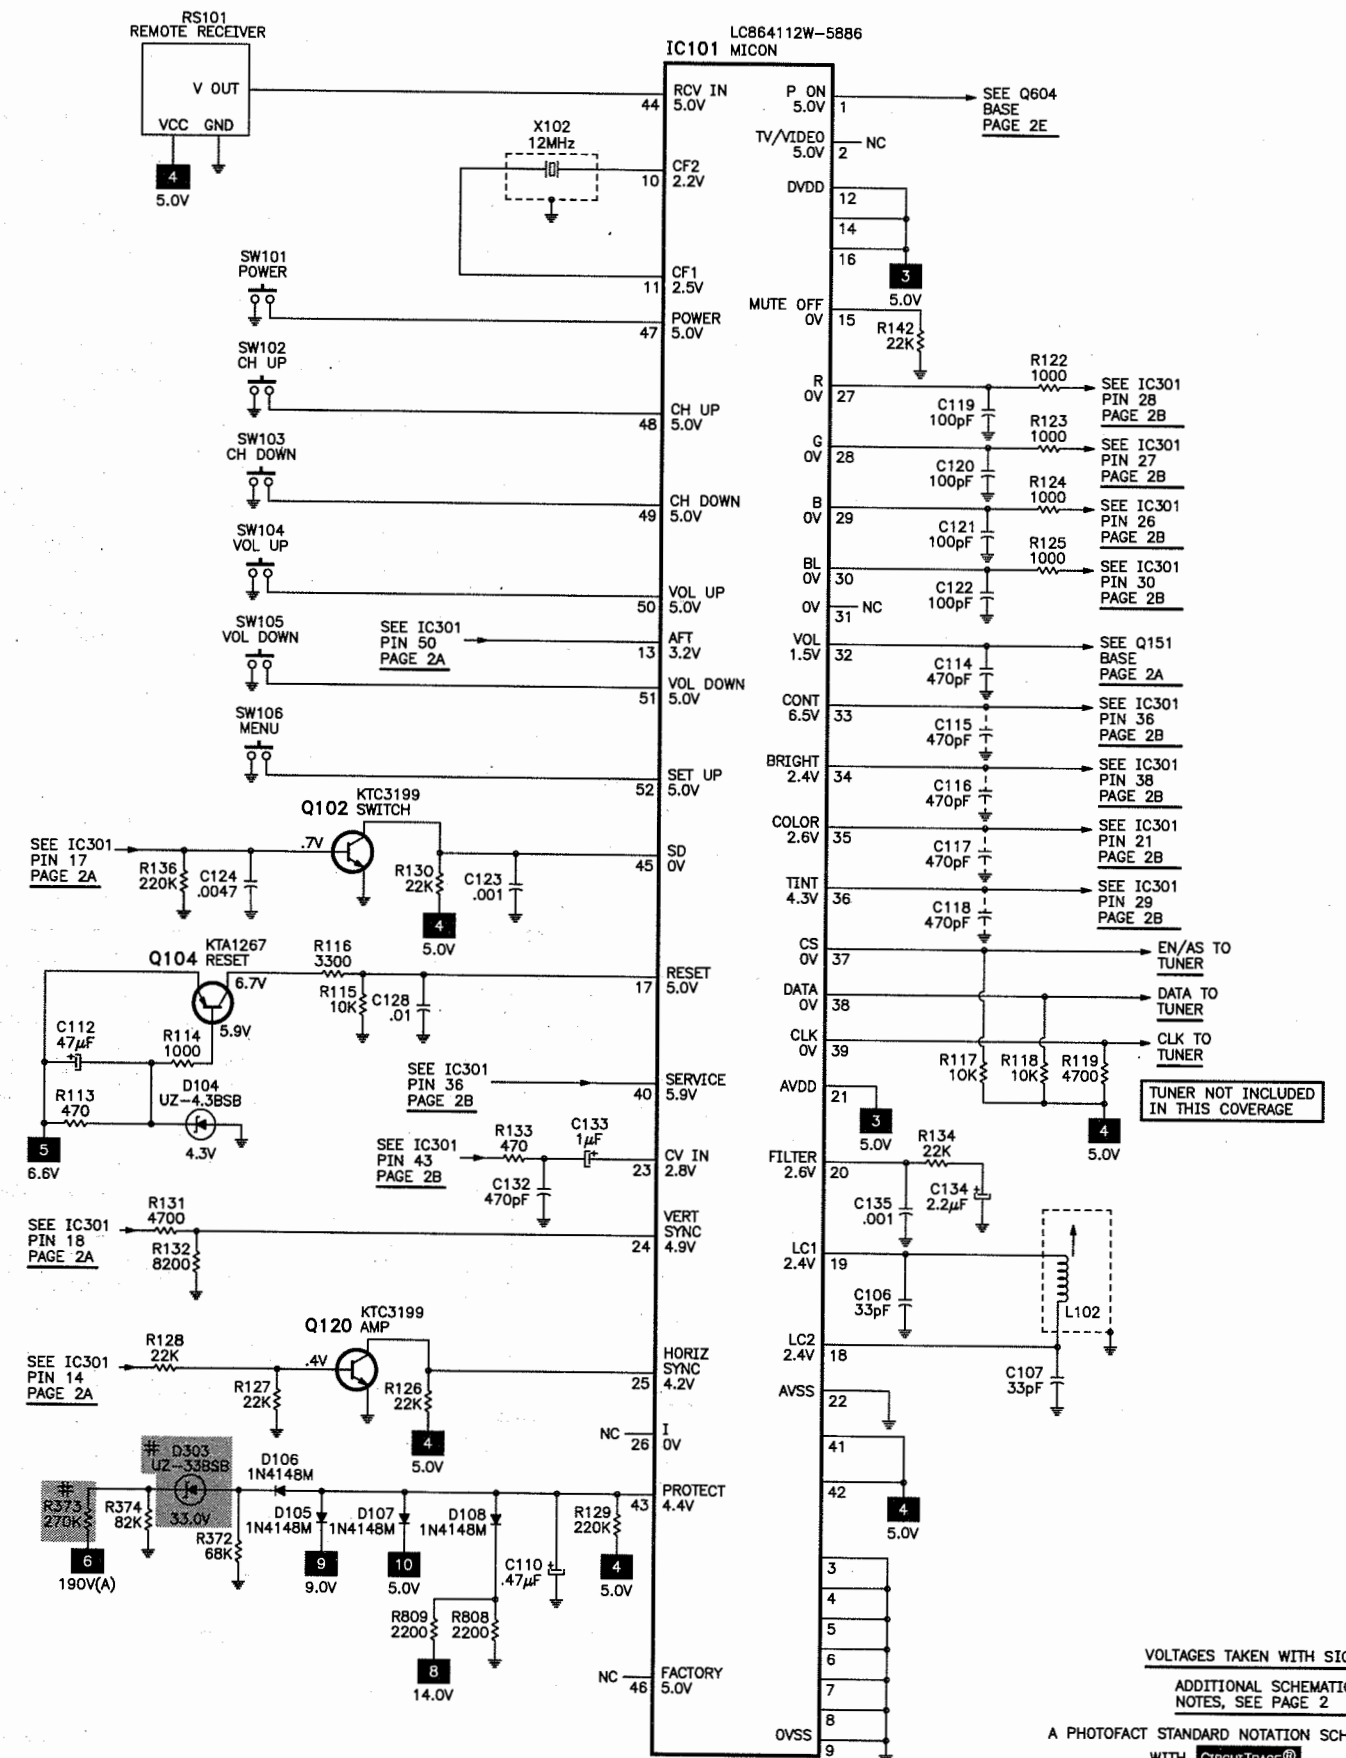 RS101
REMOTE RECEIVER
V OUT
VCC GND
4
5.0V
LC864112W-5886
IC101 MICON
RCV IN
44 5.0V
X102
12MHz
CF2
10 2.2V
CF1
11 2.5V
SW101
POWER
POWER
47 5.0V
SW102
CH UP
CH UP
48 5.0V
SW103
CH DOWN
CH DOWN
49 5.0V
SW104
VOL UP
VOL UP
50 5.0V
SW105
VOL DOWN
SEE IC301
PIN 50
PAGE 2A
AFT
13 3.2V
VOL DOWN
51 5.0V
SW106
MENU
SET UP
52 5.0V
Q102 KTC3199
SWITCH
SEE IC301
PIN 17
PAGE 2A
R136
220K
C124
.0047
.7V
R130
22K
4
5.0V
C123
.001
SD
45 0V
Q104 KTA1267
RESET
6.7V
5.9V
R116
3300
R115
10K
C128
.01
RESET
17 5.0V
C112
47µF
R114
1000
R113
470
D104
UZ-4.3BSB
4.3V
5
6.6V
SEE IC301
PIN 36
PAGE 2B
SERVICE
40 5.9V
SEE IC301
PIN 43
PAGE 2B
R133
470
C133
1µF
C132
470pF
CV IN
23 2.8V
SEE IC301
PIN 18
PAGE 2A
R131
4700
R132
8200
VERT
SYNC
24 4.9V
Q120 KTC3199
AMP
SEE IC301
PIN 14
PAGE 2A
R128
22K
R127
22K
.4V
R126
22K
4
5.0V
HORIZ
SYNC
25 4.2V
NC
I
26 0V
# D303
UZ-33BSB
33.0V
#
R373
270K
R374
82K
6
190V(A)
R372
68K
D106
1N4148M
D105
1N4148M
D107
1N4148M
D108
1N4148M
9
9.0V
10
5.0V
C110
.47µF
R129
220K
4
5.0V
PROTECT
43 4.4V
R809
2200
R808
2200
8
14.0V
NC
FACTORY
46 5.0V
P ON
5.0V 1
SEE Q604
BASE
PAGE 2E
TV/VIDEO
5.0V 2 NC
DVDD
12
14
16
3
5.0V
MUTE OFF
0V 15
R142
22K
R
0V 27
C119
100pF
R122
1000
SEE IC301
PIN 28
PAGE 2B
G
0V 28
C120
100pF
R123
1000
SEE IC301
PIN 27
PAGE 2B
B
0V 29
C121
100pF
R124
1000
SEE IC301
PIN 26
PAGE 2B
BL
0V 30
C122
100pF
R125
1000
SEE IC301
PIN 30
PAGE 2B
0V 31 NC
VOL
1.5V 32
C114
470pF
SEE Q151
BASE
PAGE 2A
CONT
6.5V 33
C115
470pF
SEE IC301
PIN 36
PAGE 2B
BRIGHT
2.4V 34
C116
470pF
SEE IC301
PIN 38
PAGE 2B
COLOR
2.6V 35
C117
470pF
SEE IC301
PIN 21
PAGE 2B
TINT
4.3V 36
C118
470pF
SEE IC301
PIN 29
PAGE 2B
CS
0V 37
EN/AS TO
TUNER
DATA
0V 38
DATA TO
TUNER
CLK
0V 39
CLK TO
TUNER
R117
10K
R118
10K
R119
4700
4
5.0V
TUNER NOT INCLUDED
IN THIS COVERAGE
AVDD
21
3
5.0V
FILTER
2.6V 20
R134
22K
C135
.001
C134
2.2µF
LC1
2.4V 19
C106
33pF
L102
LC2
2.4V 18
C107
33pF
AVSS
22
41
42
4
5.0V
3
4
5
6
7
8
OVSS
9
VOLTAGES TAKEN WITH SIG
ADDITIONAL SCHEMATI
NOTES, SEE PAGE 2
A PHOTOFACT STANDARD NOTATION SCH
WITH CIRCUITRACE®